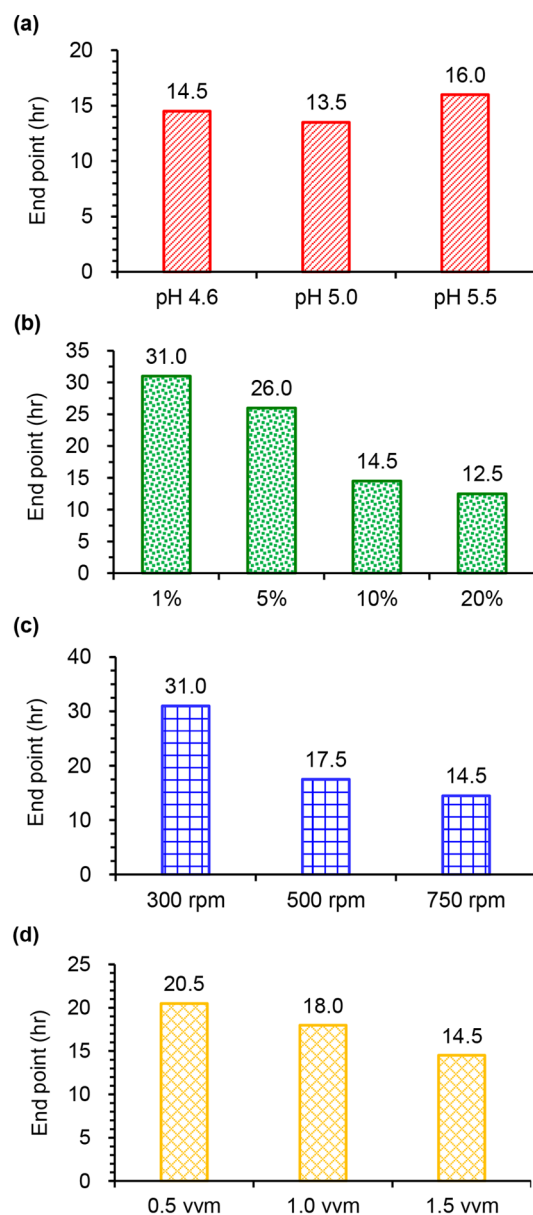 (a)
End point (hr)
20
15
10
5
0
14.5
13.5
16.0
pH 4.6
pH 5.0
pH 5.5
(b)
End point (hr)
35
30
25
20
15
10
5
0
31.0
26.0
14.5
12.5
1%
5%
10%
20%
(c)
End point (hr)
40
30
20
10
0
31.0
17.5
14.5
300 rpm
500 rpm
750 rpm
(d)
End point (hr)
25
20
15
10
5
0
20.5
18.0
14.5
0.5 vvm
1.0 vvm
1.5 vvm